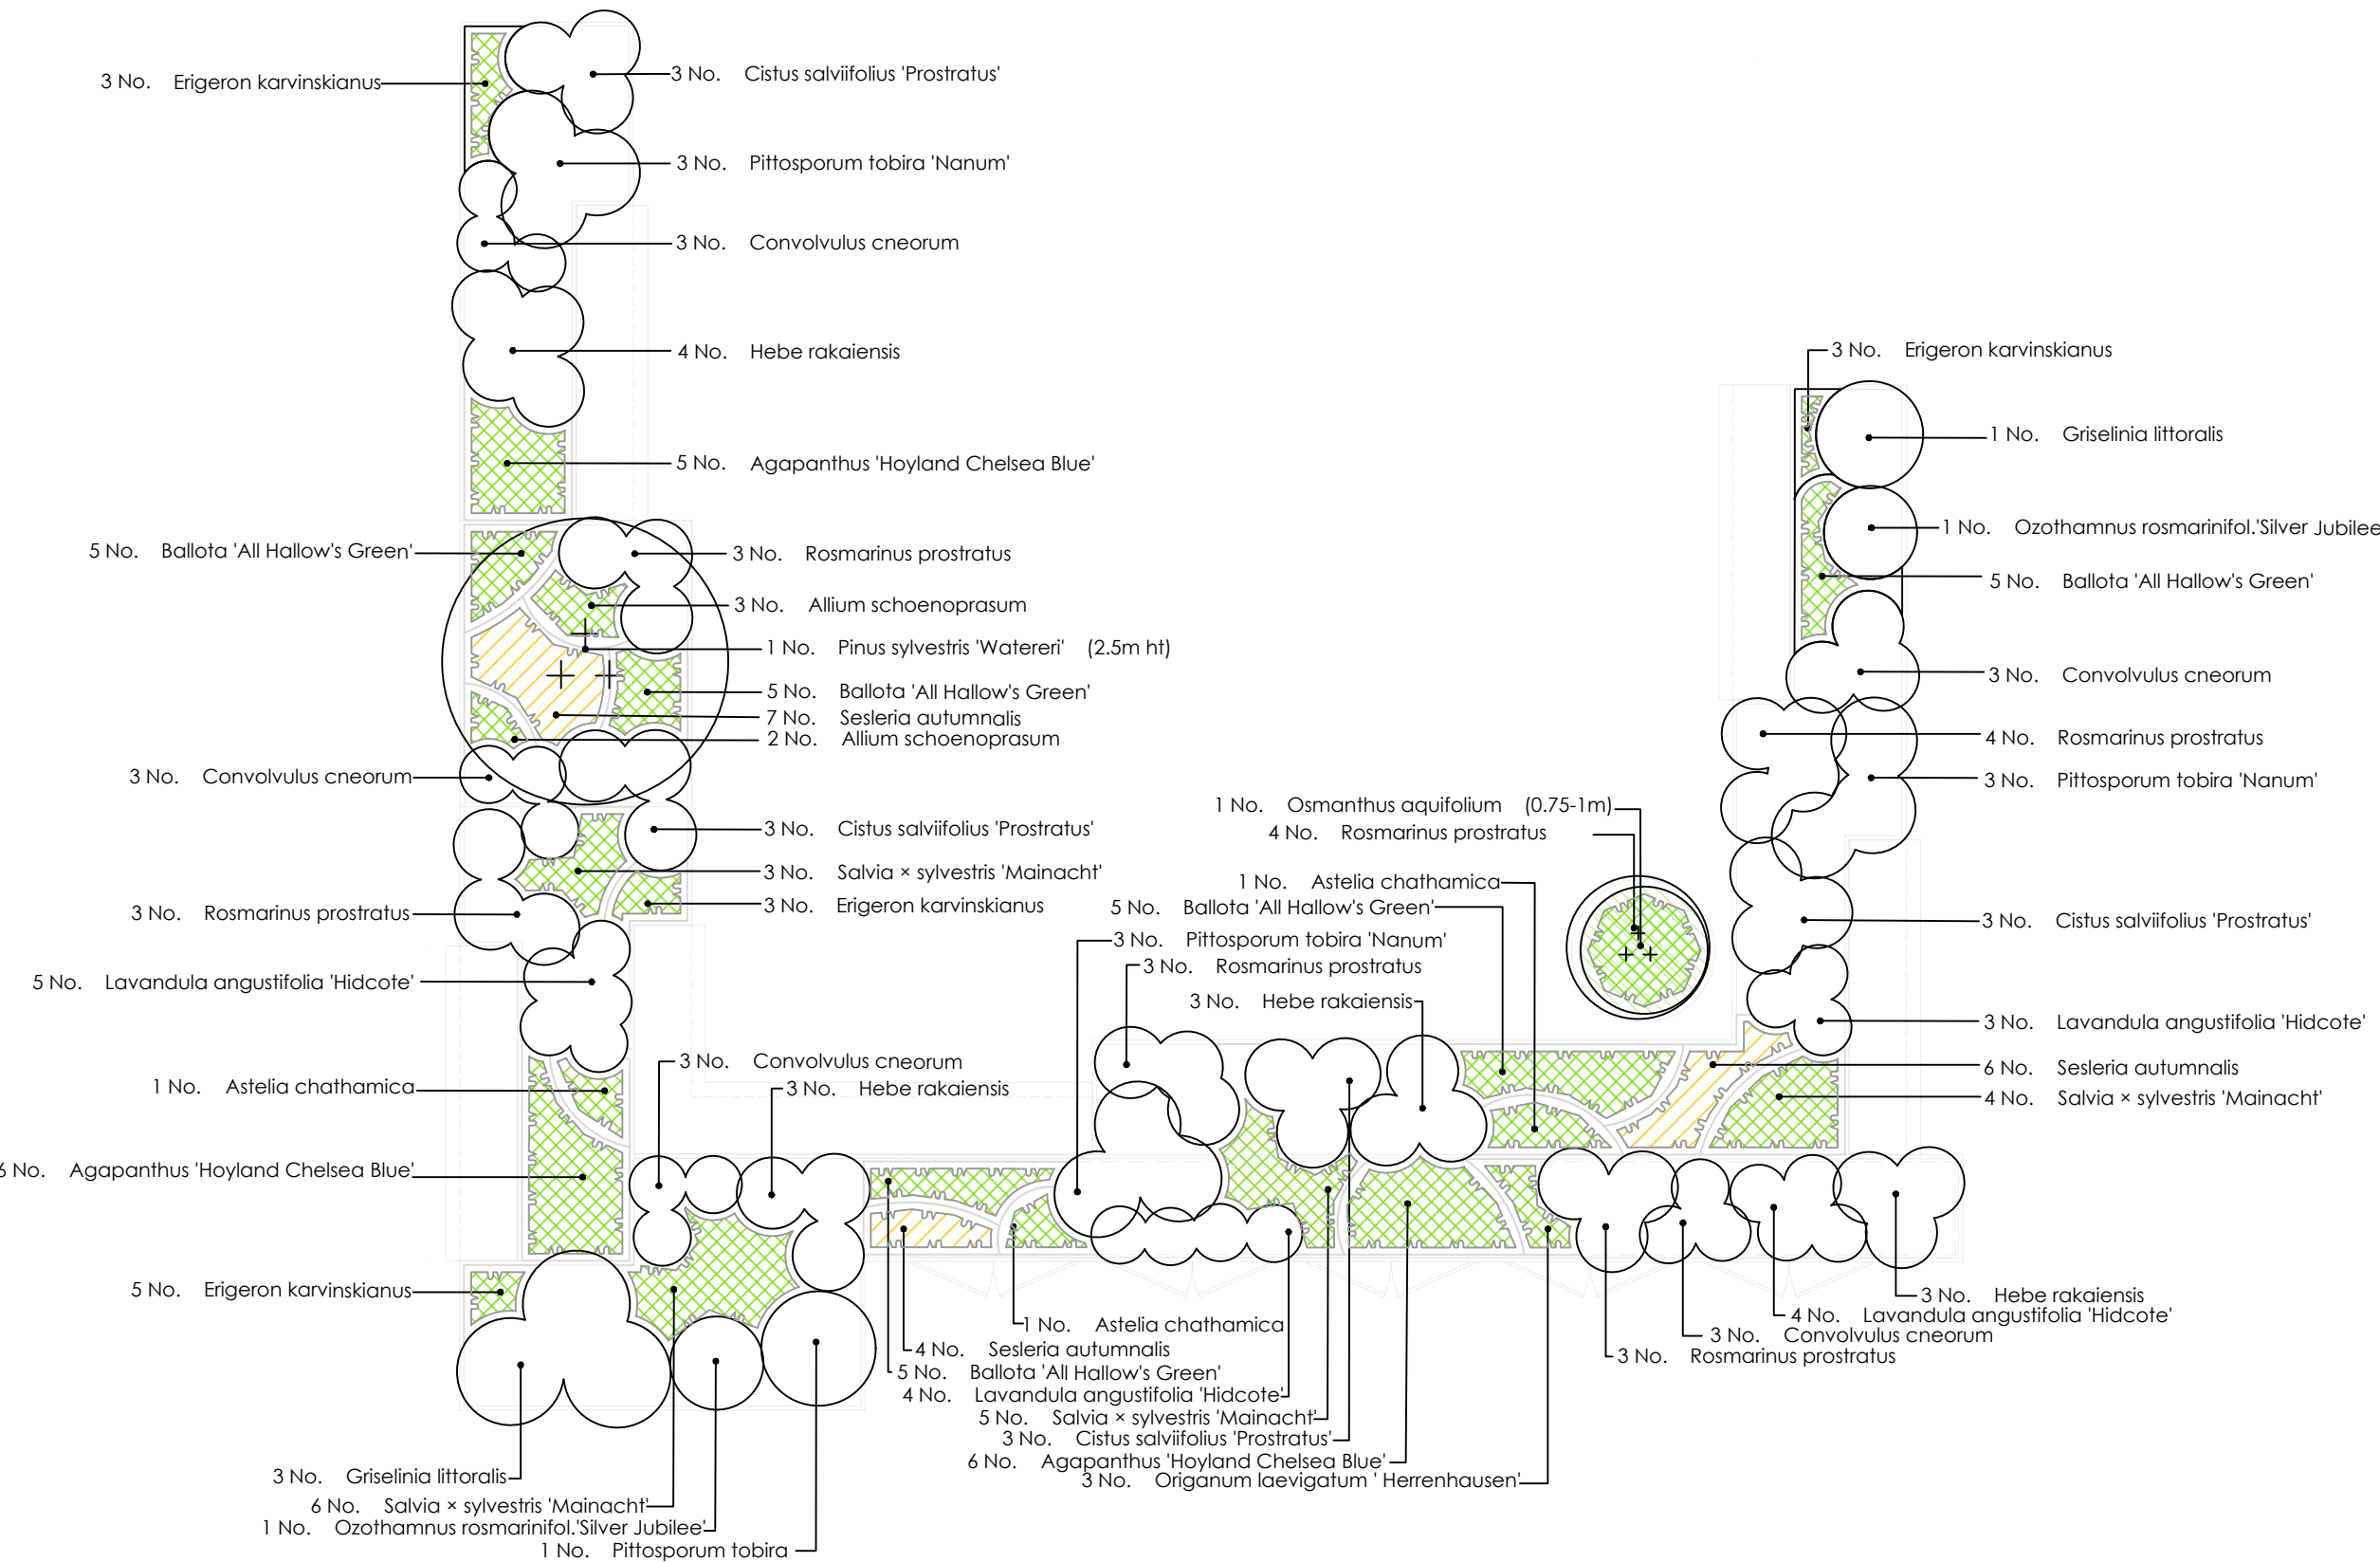 3 No. Erigeron karvinskianus
3 No. Cistus salviifolius 'Prostratus'
3 No. Pittosporum tobira 'Nanum'
3 No. Convolvulus cneorum
4 No. Hebe rakaiensis
5 No. Agapanthus 'Hoyland Chelsea Blue'
5 No. Ballota 'All Hallow's Green'
3 No. Rosmarinus prostratus
3 No. Allium schoenoprasum
1 No. Pinus sylvestris 'Watereri' (2.5m ht)
5 No. Ballota 'All Hallow's Green'
7 No. Sesleria autumnalis
2 No. Allium schoenoprasum
3 No. Convolvulus cneorum
3 No. Cistus salviifolius 'Prostratus'
3 No. Salvia × sylvestris 'Mainacht'
3 No. Erigeron karvinskianus
3 No. Rosmarinus prostratus
5 No. Lavandula angustifolia 'Hidcote'
1 No. Astelia chathamica
6 No. Agapanthus 'Hoyland Chelsea Blue'
5 No. Erigeron karvinskianus
3 No. Convolvulus cneorum
3 No. Hebe rakaiensis
3 No. Griselinia littoralis
6 No. Salvia × sylvestris 'Mainacht'
1 No. Ozothamnus rosmarinifol.'Silver Jubilee'
1 No. Pittosporum tobira
1 No. Osmanthus aquifolium (0.75-1m)
4 No. Rosmarinus prostratus
1 No. Astelia chathamica
5 No. Ballota 'All Hallow's Green'
3 No. Pittosporum tobira 'Nanum'
3 No. Rosmarinus prostratus
3 No. Hebe rakaiensis
1 No. Astelia chathamica
4 No. Sesleria autumnalis
5 No. Ballota 'All Hallow's Green'
4 No. Lavandula angustifolia 'Hidcote'
5 No. Salvia × sylvestris 'Mainacht'
3 No. Cistus salviifolius 'Prostratus'
6 No. Agapanthus 'Hoyland Chelsea Blue'
3 No. Origanum laevigatum ' Herrenhausen'
3 No. Erigeron karvinskianus
1 No. Griselinia littoralis
1 No. Ozothamnus rosmarinifol.'Silver Jubilee
5 No. Ballota 'All Hallow's Green'
3 No. Convolvulus cneorum
4 No. Rosmarinus prostratus
3 No. Pittosporum tobira 'Nanum'
3 No. Cistus salviifolius 'Prostratus'
3 No. Lavandula angustifolia 'Hidcote'
6 No. Sesleria autumnalis
4 No. Salvia × sylvestris 'Mainacht'
3 No. Hebe rakaiensis
4 No. Lavandula angustifolia 'Hidcote'
3 No. Convolvulus cneorum
3 No. Rosmarinus prostratus